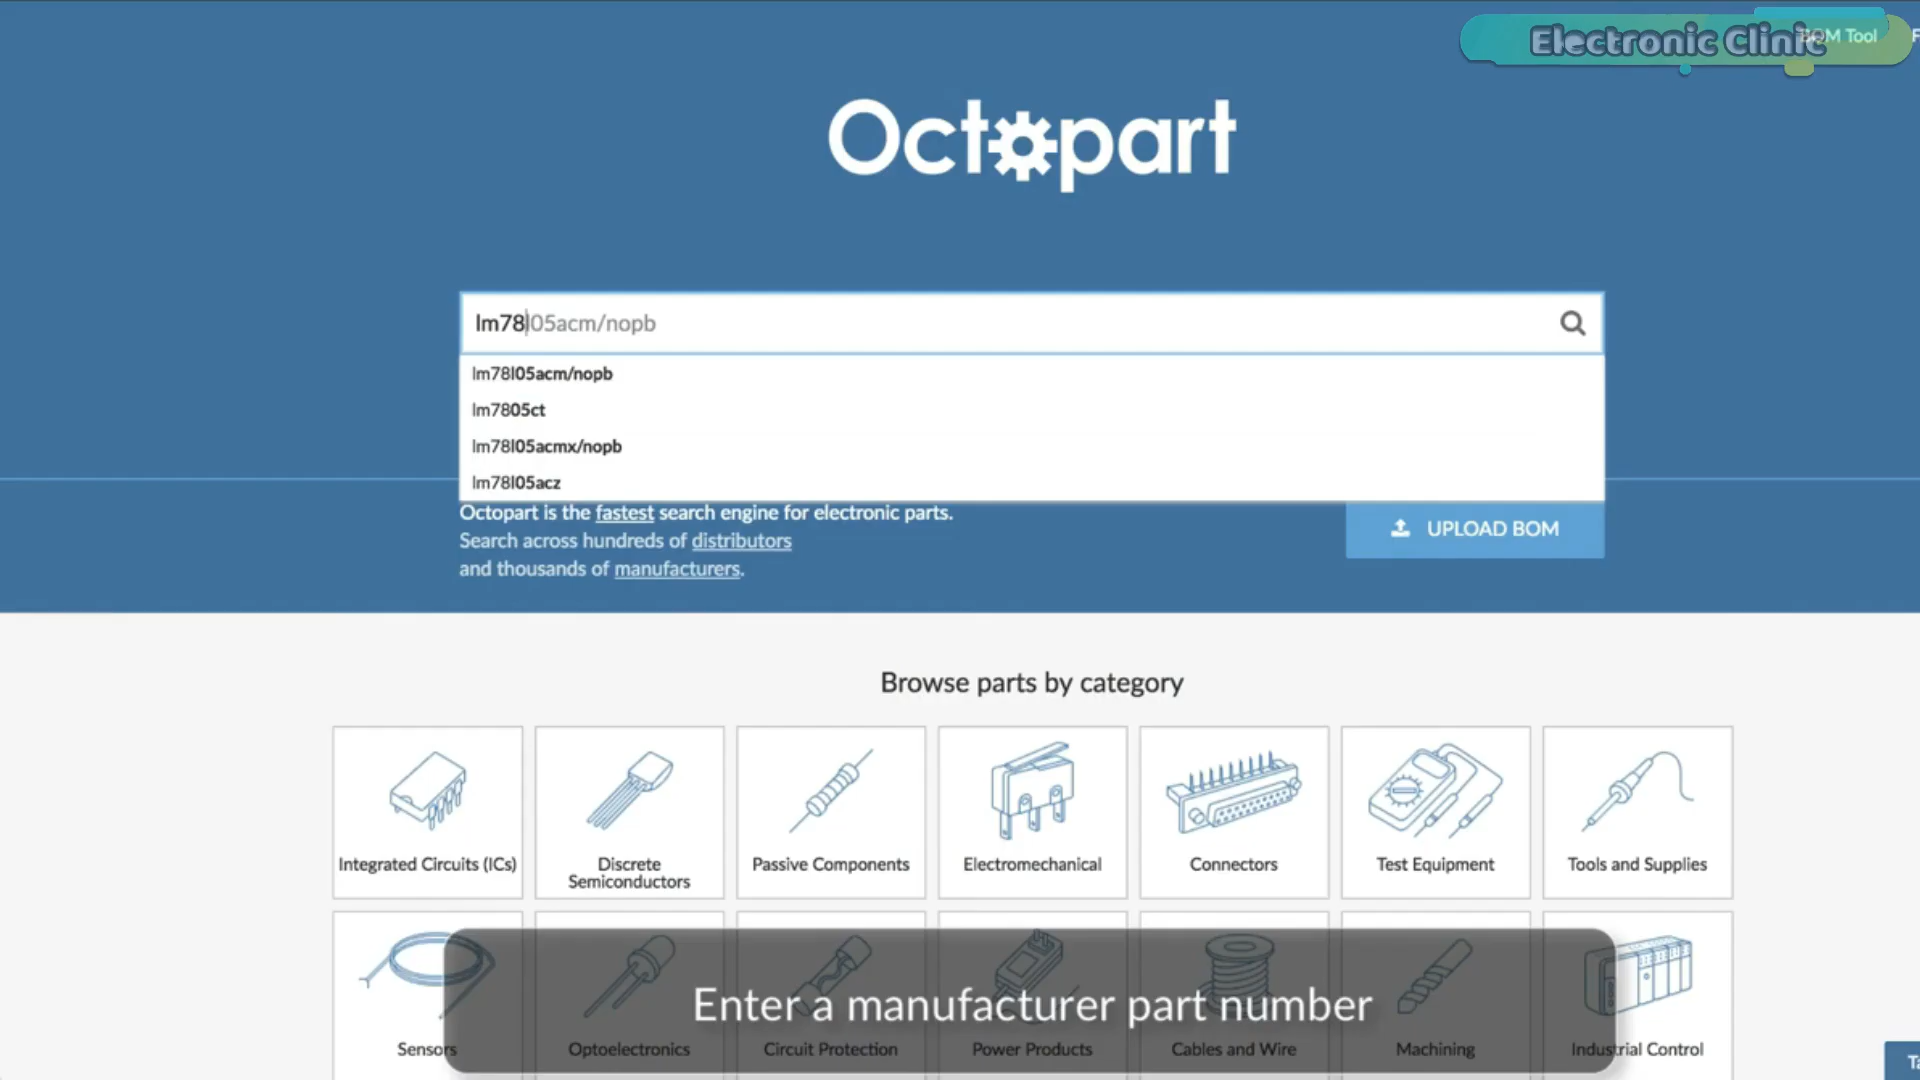 Electronic Clinic
BOM Tool
Octopart
lm78l05acm/nopb
lm78l05acm/nopb
lm7805ct
lm78l05acmx/nopb
lm78l05acz
Octopart is the fastest search engine for electronic parts.
Search across hundreds of distributors
and thousands of manufacturers.
UPLOAD BOM
Browse parts by category
Integrated Circuits (ICs)
Discrete
Semiconductors
Passive Components
Electromechanical
Connectors
Test Equipment
Tools and Supplies
Enter a manufacturer part number
Sensors
Optoelectronics
Circuit Protection
Power Products
Cables and Wire
Machining
Industrial Control